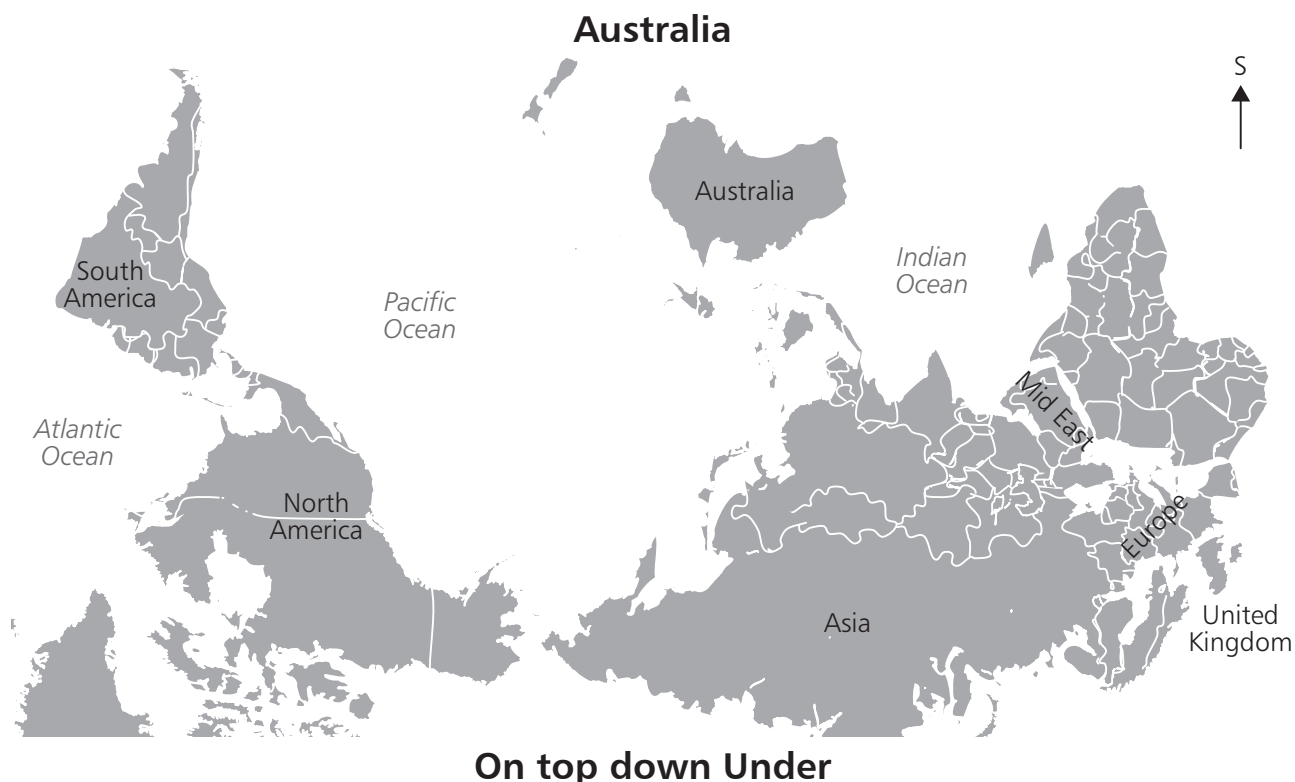 Australia
S
Australia
South
America
Indian
Ocean
Pacific
Ocean
Mid East
Atlantic
Ocean
North
America
Europe
Asia
United
Kingdom
On top down Under